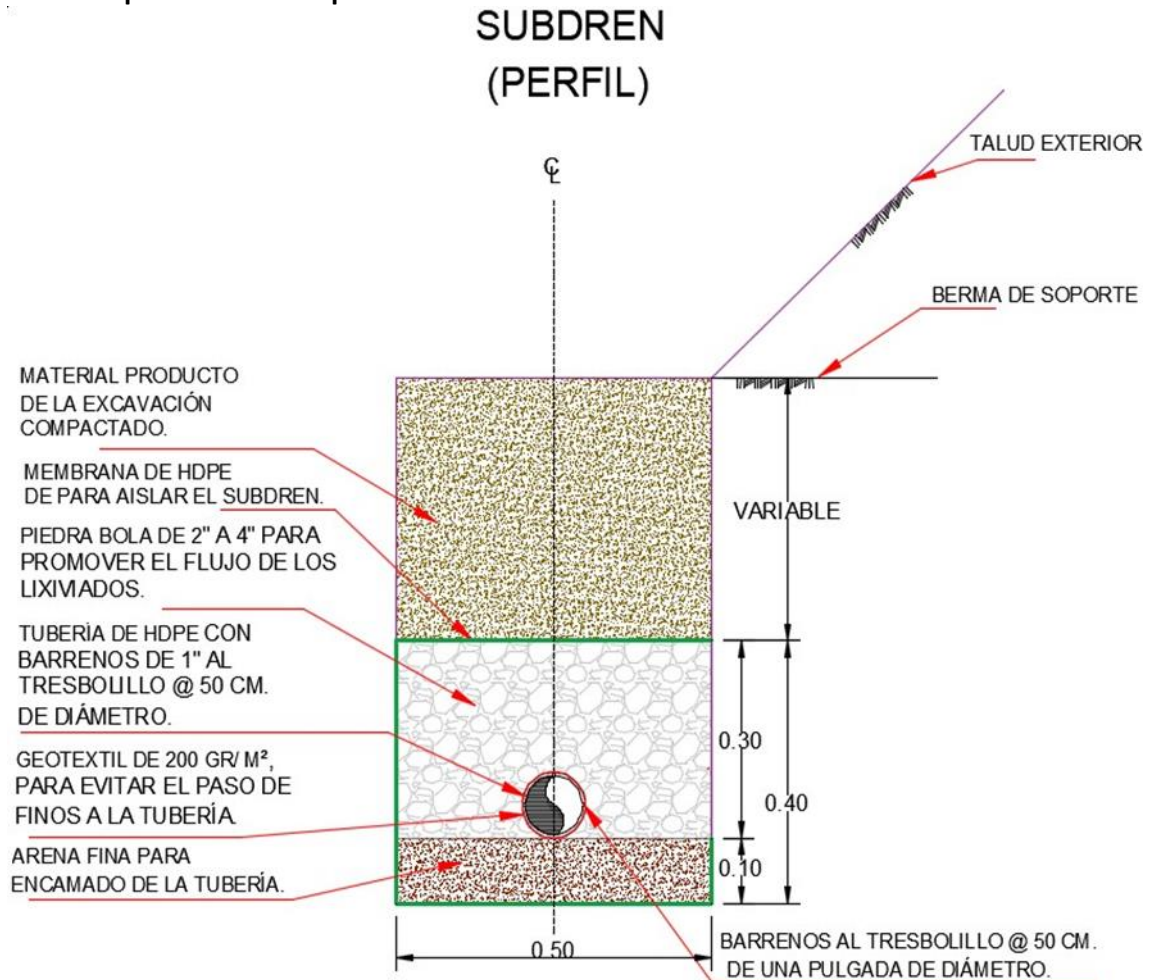 SUBDREN
(PERFIL)
℄
TALUD EXTERIOR
BERMA DE SOPORTE
MATERIAL PRODUCTO
DE LA EXCAVACIÓN
COMPACTADO.
MEMBRANA DE HDPE
DE PARA AISLAR EL SUBDREN.
PIEDRA BOLA DE 2" A 4" PARA
PROMOVER EL FLUJO DE LOS
LIXIVIADOS.
TUBERÍA DE HDPE CON
BARRENOS DE 1" AL
TRESBOLILLO @ 50 CM.
DE DIÁMETRO.
GEOTEXTIL DE 200 GR/ M²,
PARA EVITAR EL PASO DE
FINOS A LA TUBERÍA.
ARENA FINA PARA
ENCAMADO DE LA TUBERÍA.
VARIABLE
0.30
0.40
0.10
0.50
BARRENOS AL TRESBOLILLO @ 50 CM.
DE UNA PULGADA DE DIÁMETRO.